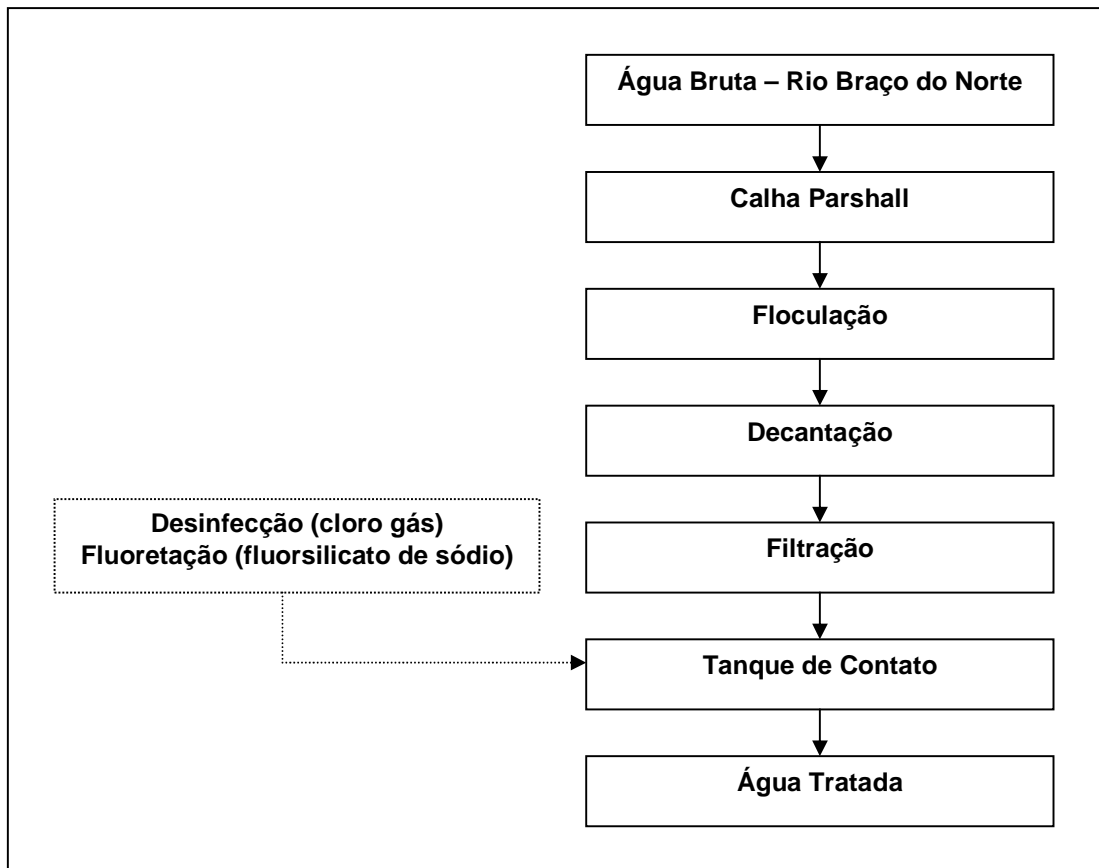 Água Bruta – Rio Braço do Norte
Calha Parshall
Floculação
Decantação
Desinfecção (cloro gás)
Fluoretação (fluorsilicato de sódio)
Filtração
Tanque de Contato
Água Tratada